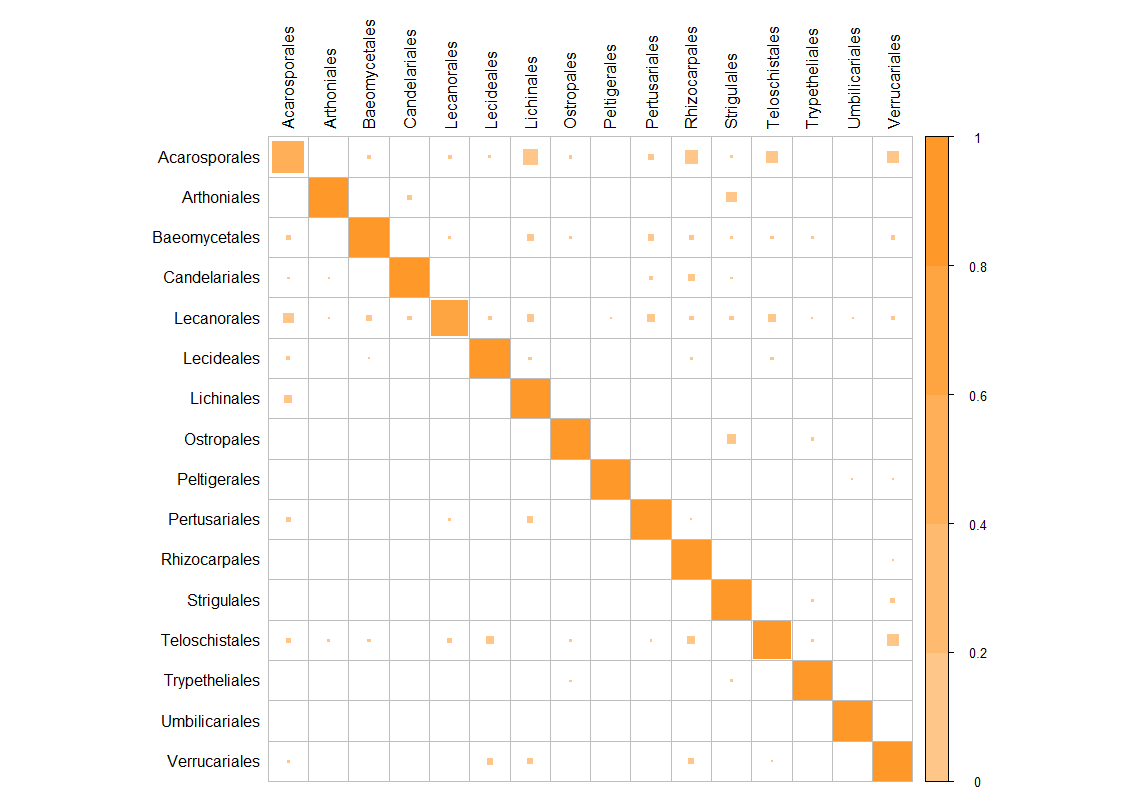 Acarosporales
Arthoniales
Baeomycetales
Candelariales
Lecanorales
Lecideales
Lichinales
Ostropales
Peltigerales
Pertusariales
Rhizocarpales
Strigulales
Teloschistales
Trypetheliales
Umbilicariales
Verrucariales
Acarosporales
Arthoniales
Baeomycetales
Candelariales
Lecanorales
Lecideales
Lichinales
Ostropales
Peltigerales
Pertusariales
Rhizocarpales
Strigulales
Teloschistales
Trypetheliales
Umbilicariales
Verrucariales
1
0.8
0.6
0.4
0.2
0